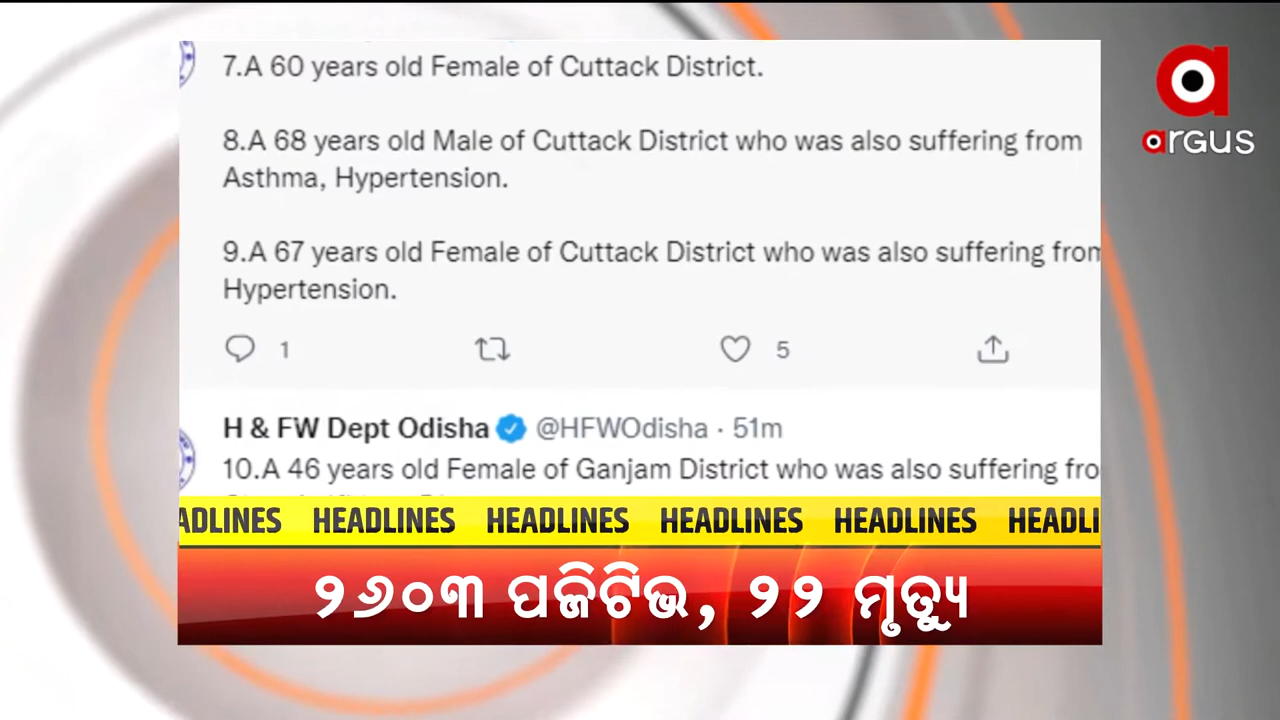 7.A 60 years old Female of Cuttack District.
8.A 68 years old Male of Cuttack District who was also suffering from
Asthma, Hypertension.
9.A 67 years old Female of Cuttack District who was also suffering from
Hypertension.
1 5
H & FW Dept Odisha @HFWOdisha · 51m
10.A 46 years old Female of Ganjam District who was also suffering fro
ADLINES HEADLINES HEADLINES HEADLINES HEADLINES HEADLI
୨୬୦୩ ପଜିଟିଭ, ୨୨ ମୃତ୍ୟୁ
argus